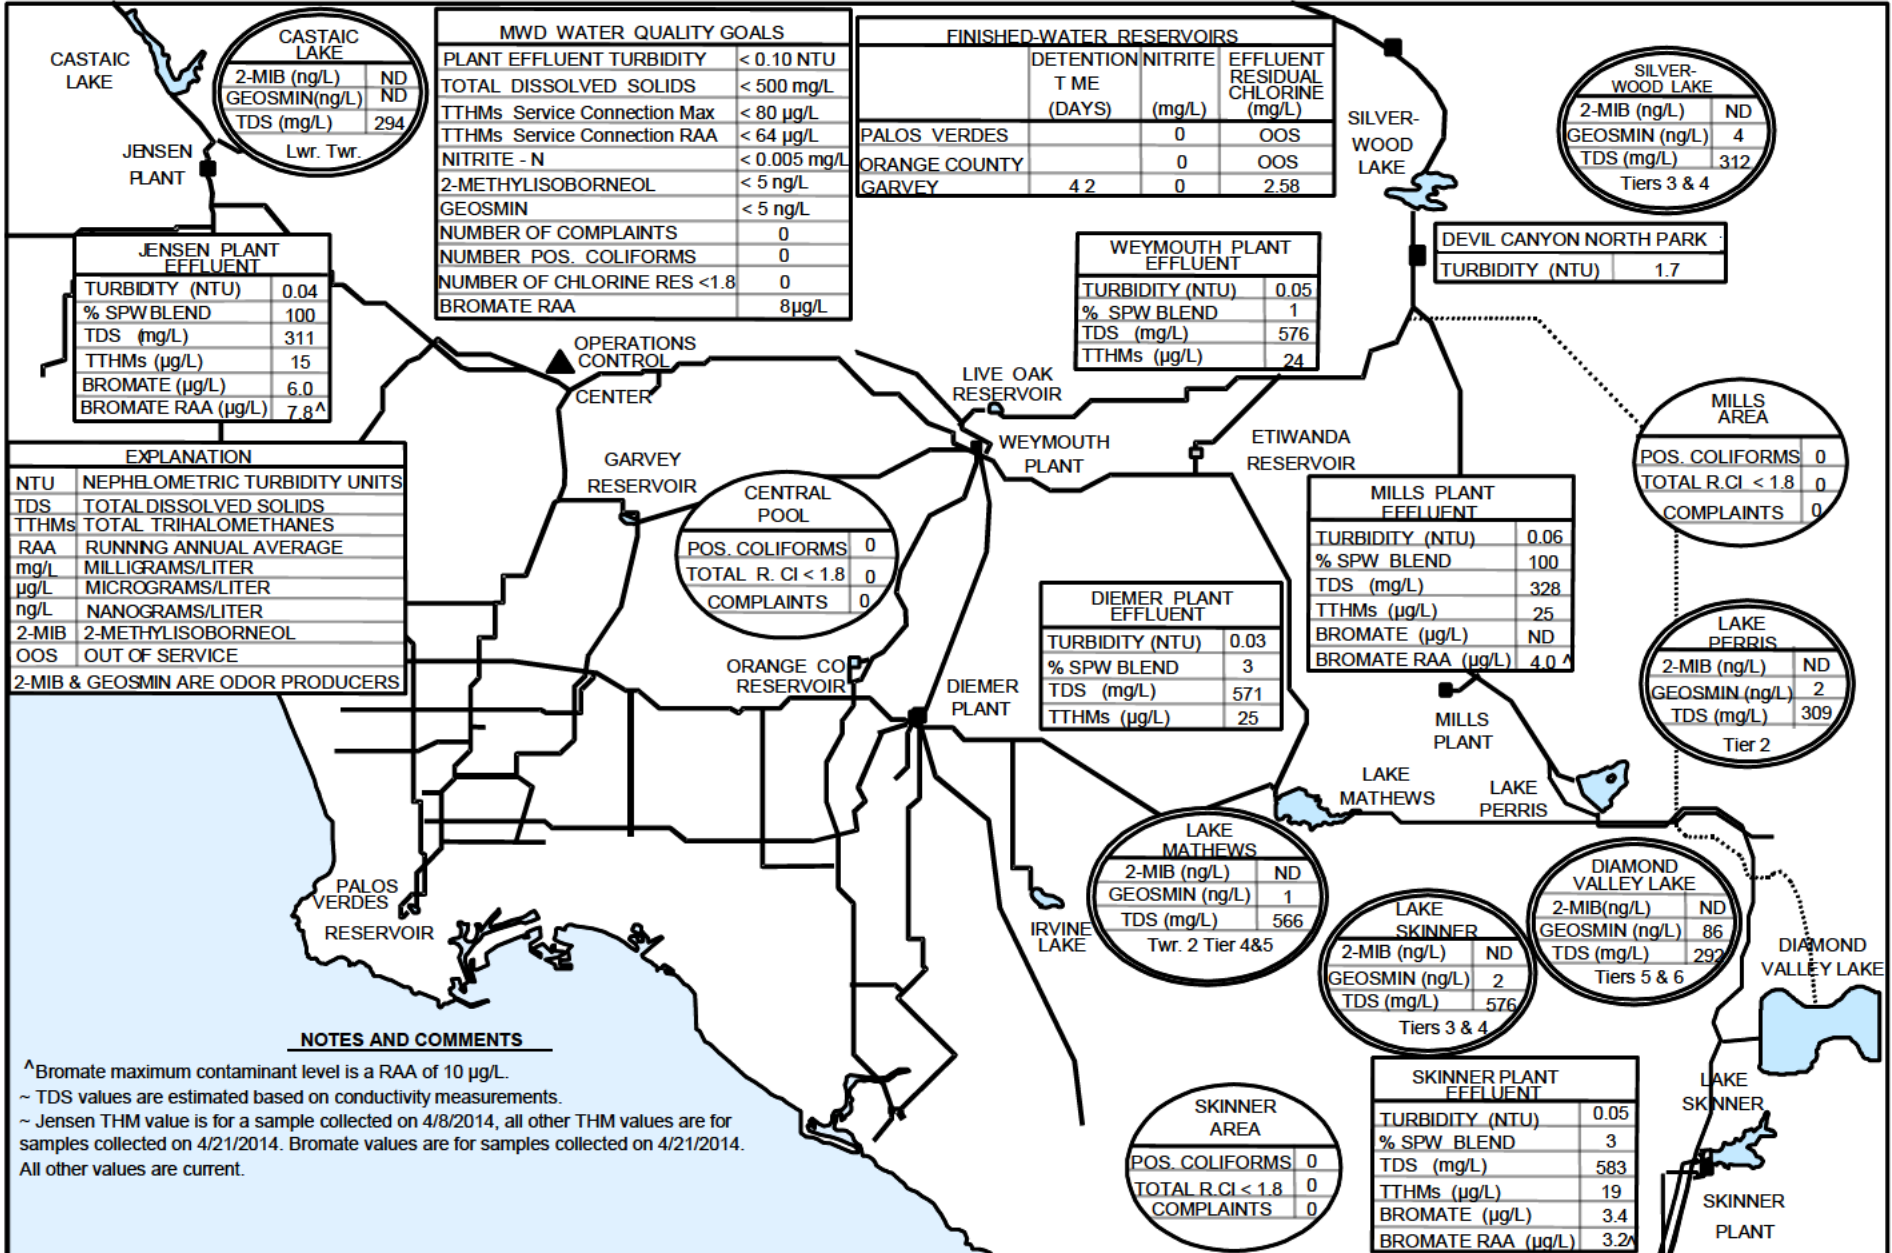 CASTAIC
LAKE
CASTAIC
LAKE
2-MIB (ng/L) ND
GEOSMIN(ng/L) ND
TDS (mg/L) 294
Lwr. Twr.
JENSEN
PLANT
MWD WATER QUALITY GOALS
PLANT EFFLUENT TURBIDITY < 0.10 NTU
TOTAL DISSOLVED SOLIDS < 500 mg/L
TTHMs Service Connection Max < 80 µg/L
TTHMs Service Connection RAA < 64 µg/L
NITRITE - N < 0.005 mg/L
2-METHYLISOBORNEOL < 5 ng/L
GEOSMIN < 5 ng/L
NUMBER OF COMPLAINTS 0
NUMBER POS. COLIFORMS 0
NUMBER OF CHLORINE RES <1.8 0
BROMATE RAA 8µg/L
FINISHED-WATER RESERVOIRS
DETENTION NITRITE EFFLUENT
T ME RESIDUAL
CHLORINE
(DAYS) (mg/L) (mg/L)
PALOS VERDES 0 OOS
ORANGE COUNTY 0 OOS
GARVEY 4 2 0 2.58
SILVER-
WOOD
LAKE
SILVER-
WOOD LAKE
2-MIB (ng/L) ND
GEOSMIN (ng/L) 4
TDS (mg/L) 312
Tiers 3 & 4
DEVIL CANYON NORTH PARK
TURBIDITY (NTU) 1.7
JENSEN PLANT
EFFLUENT
TURBIDITY (NTU) 0.04
% SPW BLEND 100
TDS (mg/L) 311
TTHMs (µg/L) 15
BROMATE (µg/L) 6.0
BROMATE RAA (µg/L) 7.8^
WEYMOUTH PLANT
EFFLUENT
TURBIDITY (NTU) 0.05
% SPW BLEND 1
TDS (mg/L) 576
TTHMs (µg/L) 24
OPERATIONS
CONTROL
CENTER
LIVE OAK
RESERVOIR
WEYMOUTH
PLANT
ETIWANDA
RESERVOIR
MILLS
AREA
POS. COLIFORMS 0
TOTAL R.CI < 1.8 0
COMPLAINTS 0
EXPLANATION
NTU NEPHELOMETRIC TURBIDITY UNITS
TDS TOTAL DISSOLVED SOLIDS
TTHMs TOTAL TRIHALOMETHANES
RAA RUNNING ANNUAL AVERAGE
mg/L MILLIGRAMS/LITER
µg/L MICROGRAMS/LITER
ng/L NANOGRAMS/LITER
2-MIB 2-METHYLISOBORNEOL
OOS OUT OF SERVICE
2-MIB & GEOSMIN ARE ODOR PRODUCERS
GARVEY
RESERVOIR
CENTRAL
POOL
POS. COLIFORMS 0
TOTAL R. CI < 1.8 0
COMPLAINTS 0
MILLS PLANT
EFFLUENT
TURBIDITY (NTU) 0.06
% SPW BLEND 100
TDS (mg/L) 328
TTHMs (µg/L) 25
BROMATE (µg/L) ND
BROMATE RAA (µg/L) 4.0 ^
DIEMER PLANT
EFFLUENT
TURBIDITY (NTU) 0.03
% SPW BLEND 3
TDS (mg/L) 571
TTHMs (µg/L) 25
LAKE
PERRIS
2-MIB (ng/L) ND
GEOSMIN (ng/L) 2
TDS (mg/L) 309
Tier 2
ORANGE CO
RESERVOIR
DIEMER
PLANT
MILLS
PLANT
LAKE
MATHEWS
LAKE
PERRIS
LAKE
MATHEWS
2-MIB (ng/L) ND
GEOSMIN (ng/L) 1
TDS (mg/L) 566
Twr. 2 Tier 4&5
DIAMOND
VALLEY LAKE
2-MIB(ng/L) ND
GEOSMIN (ng/L) 86
TDS (mg/L) 292
Tiers 5 & 6
PALOS
VERDES
RESERVOIR
IRVINE
LAKE
LAKE
SKINNER
2-MIB (ng/L) ND
GEOSMIN (ng/L) 2
TDS (mg/L) 576
Tiers 3 & 4
DIAMOND
VALLEY LAKE
NOTES AND COMMENTS
^Bromate maximum contaminant level is a RAA of 10 µg/L.
~ TDS values are estimated based on conductivity measurements.
~ Jensen THM value is for a sample collected on 4/8/2014, all other THM values are for
samples collected on 4/21/2014. Bromate values are for samples collected on 4/21/2014.
All other values are current.
SKINNER
AREA
POS. COLIFORMS 0
TOTAL R.CI < 1.8 0
COMPLAINTS 0
SKINNER PLANT
EFFLUENT
TURBIDITY (NTU) 0.05
% SPW BLEND 3
TDS (mg/L) 583
TTHMs (µg/L) 19
BROMATE (µg/L) 3.4
BROMATE RAA (µg/L) 3.2^
LAKE
SKINNER
SKINNER
PLANT